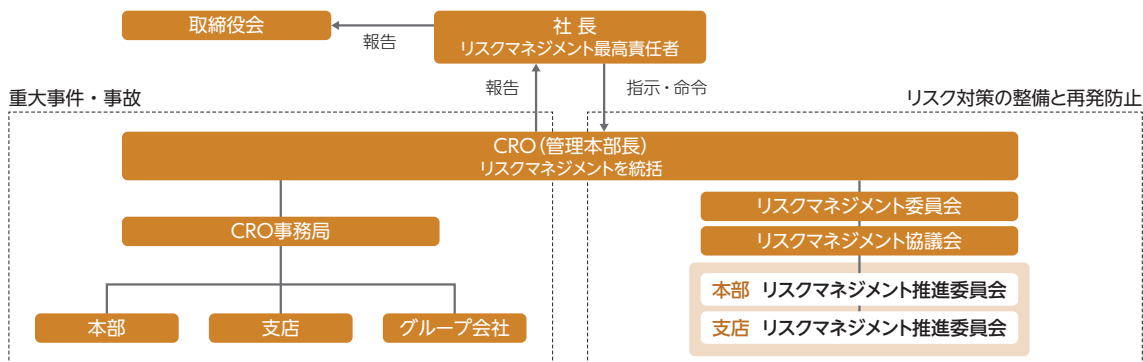 取締役会
報告
社 長
リスクマネジメント最高責任者
報告
指示・命令
重大事件・事故
リスク対策の整備と再発防止
CRO(管理本部長)
リスクマネジメントを統括
CRO事務局
本部
支店
グループ会社
リスクマネジメント委員会
リスクマネジメント協議会
本部 リスクマネジメント推進委員会
支店 リスクマネジメント推進委員会